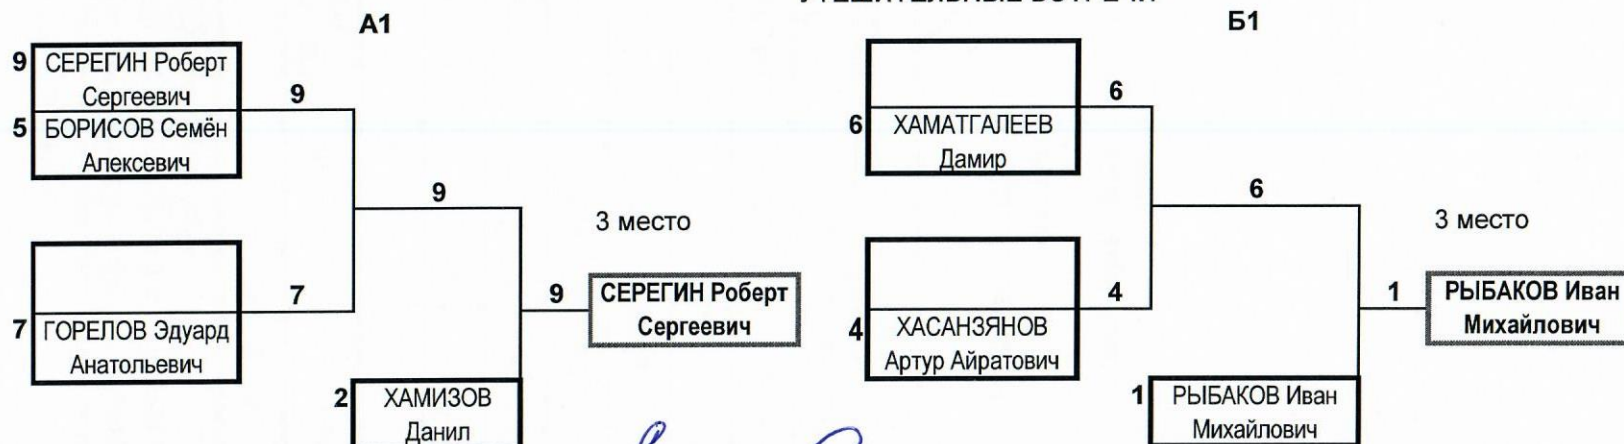 А1
9 СЕРЕГИН Роберт
Сергеевич
9
5 БОРИСОВ Семён
Алексевич
9
3 место
7
7 ГОРЕЛОВ Эдуард
Анатольевич
9
СЕРЕГИН Роберт
Сергеевич
2 ХАМИЗОВ
Данил
Б1
6
6 ХАМАТГАЛЕЕВ
Дамир
6
3 место
4
4 ХАСАНЗЯНОВ
Артур Айратович
1
РЫБАКОВ Иван
Михайлович
1 РЫБАКОВ Иван
Михайлович